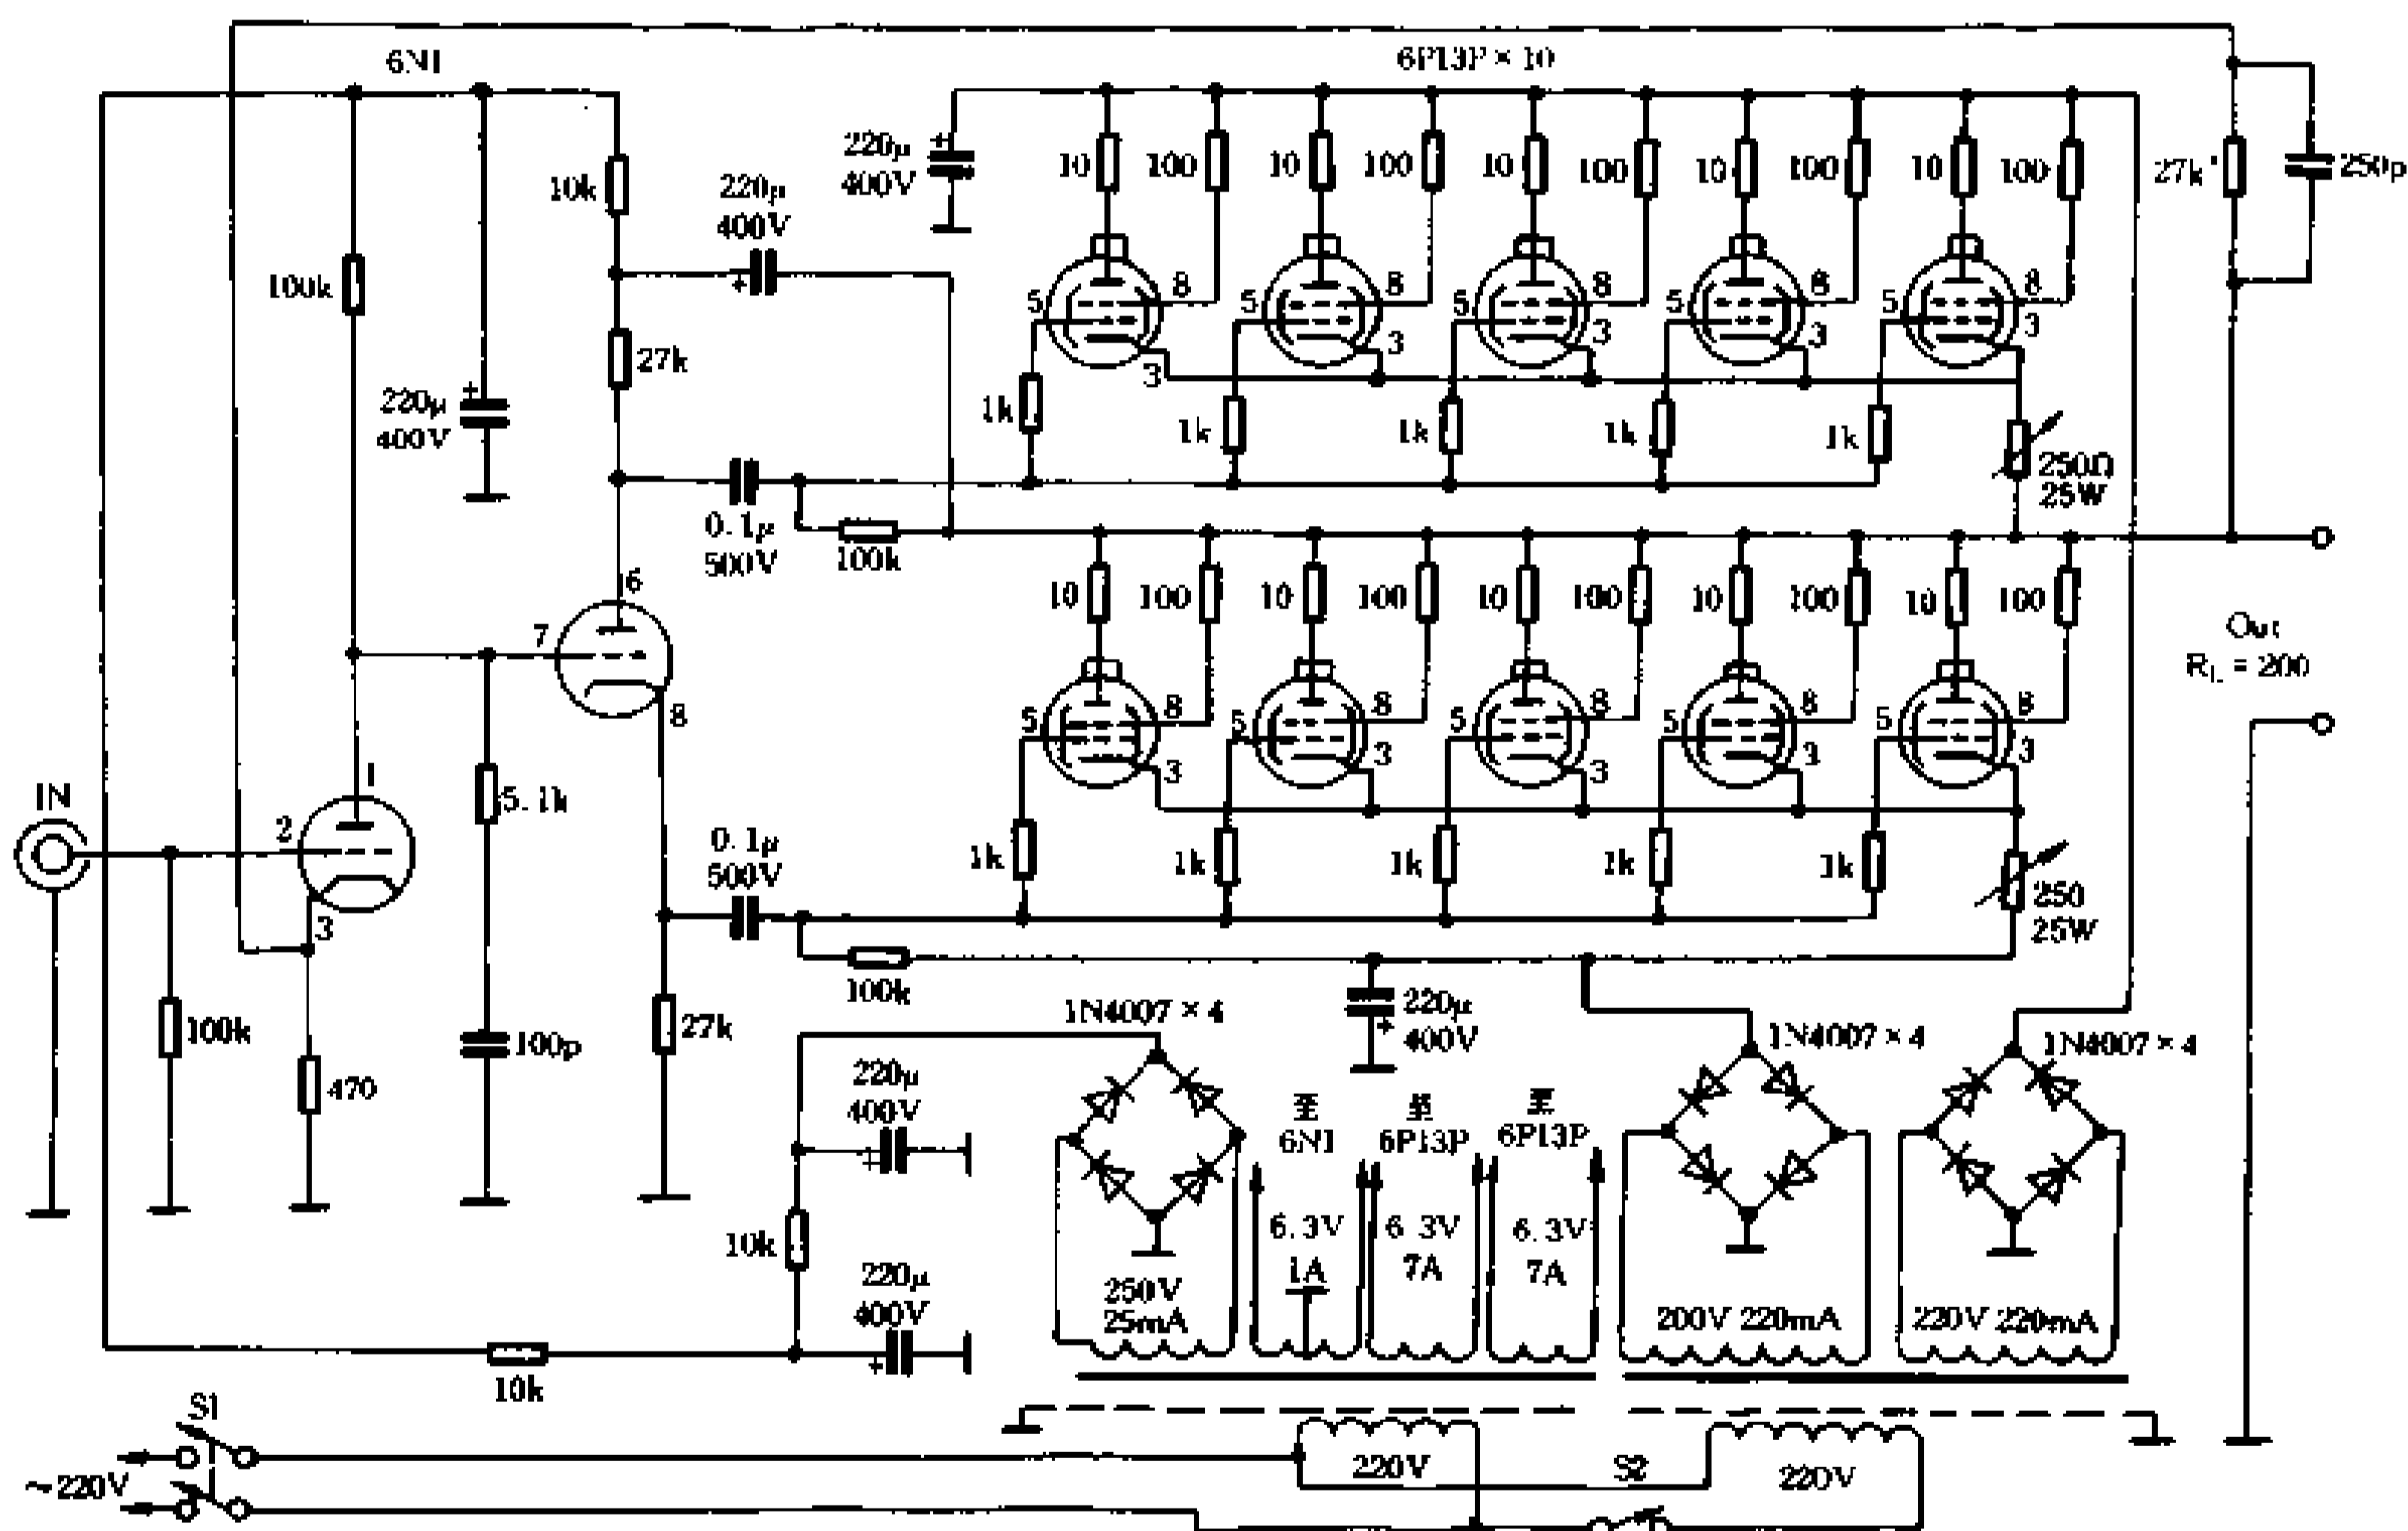 6N1
6P13P × 10
10k
220μ
400V
220μ
400V
10
100
10
100
10
100
10
100
10
100
27k
250p
100k
27k
220μ
400V
5
8
3
5
8
3
5
8
3
5
8
3
5
8
3
1k
1k
1k
1k
1k
250Ω
25W
0.1μ
500V
100k
6
7
8
10
100
10
100
10
100
10
100
10
100
Out
RL = 200
5
8
3
5
8
3
5
8
3
5
8
3
5
8
3
IN
1
2
3
5.1k
0.1μ
500V
1k
1k
1k
1k
1k
250
25W
100k
100k
470
100p
27k
1N4007 × 4
220μ
400V
1N4007 × 4
1N4007 × 4
220μ
400V
至
6N1
至
6P13P
至
6P13P
10k
6.3V
1A
6.3V
7A
6.3V
7A
220μ
400V
250V
25mA
200V 220mA
220V 220mA
10k
S1
~220V
220V
S2
220V